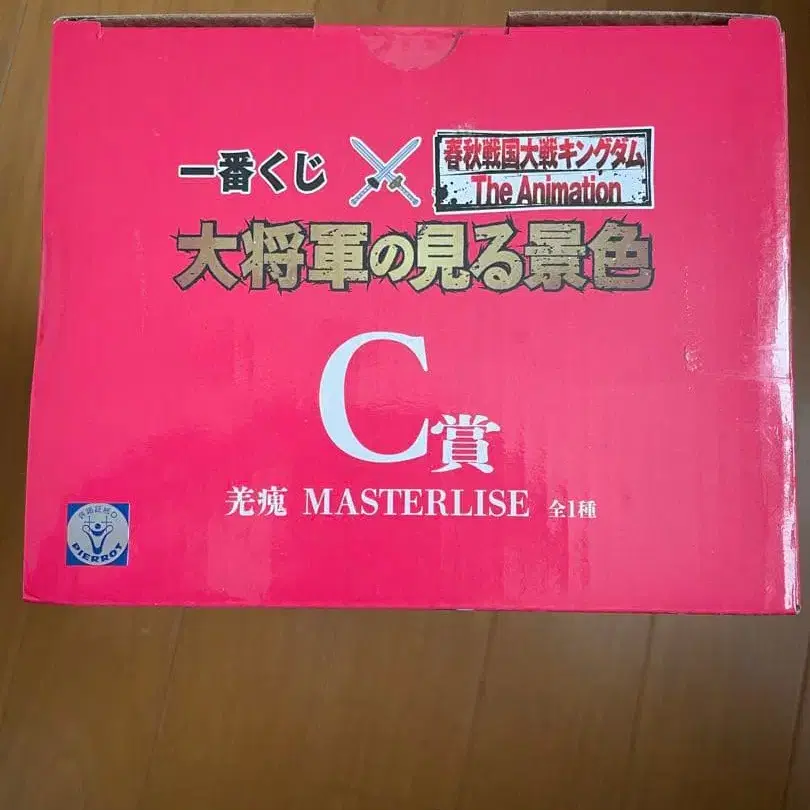 一番くじ
春秋戦国大戦キングダム
The Animation
大将軍の見る景色
C賞
羌瘣 MASTERLISE 全1種
PIERROT